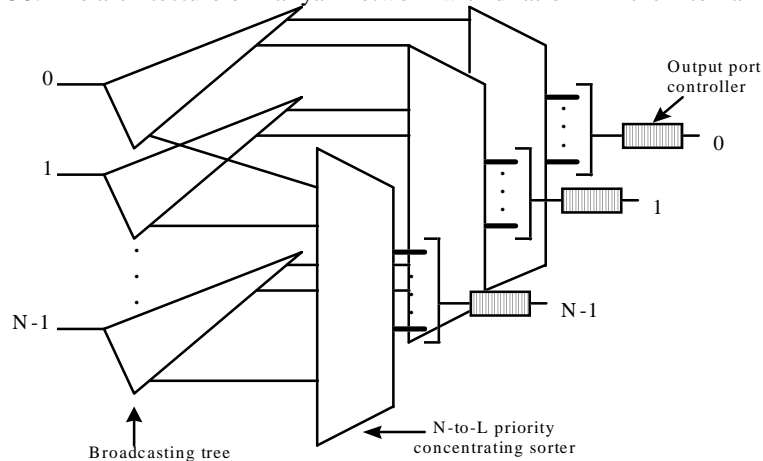 0
Output port
controller
0
1
1
N-1
N-1
N-to-L priority
concentrating sorter
Broadcasting tree